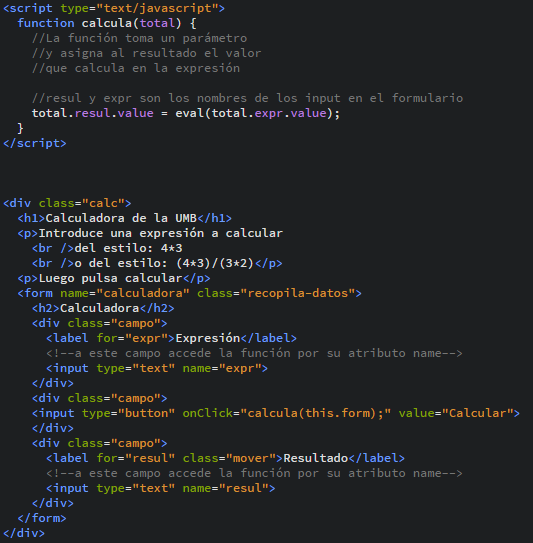 <script type="text/javascript">
  function calcula(total) {
    //La función toma un parámetro
    //y asigna al resultado el valor
    //que calcula en la expresión

    //resul y expr son los nombres de los input en el formulario
    total.resul.value = eval(total.expr.value);
  }
</script>

<div class="calc">
  <h1>Calculadora de la UMB</h1>
  <p>Introduce una expresión a calcular
    <br />del estilo: 4*3
    <br />o del estilo: (4*3)/(3*2)</p>
  <p>Luego pulsa calcular</p>
  <form name="calculadora" class="recopila-datos">
    <h2>Calculadora</h2>
    <div class="campo">
      <label for="expr">Expresión</label>
      <!--a este campo accede la función por su atributo name-->
      <input type="text" name="expr">
    </div>
    <div class="campo">
    <input type="button" onClick="calcula(this.form);" value="Calcular">
    </div>
    <div class="campo">
      <label for="resul" class="mover">Resultado</label>
      <!--a este campo accede la función por su atributo name-->
      <input type="text" name="resul">
    </div>
  </form>
</div>